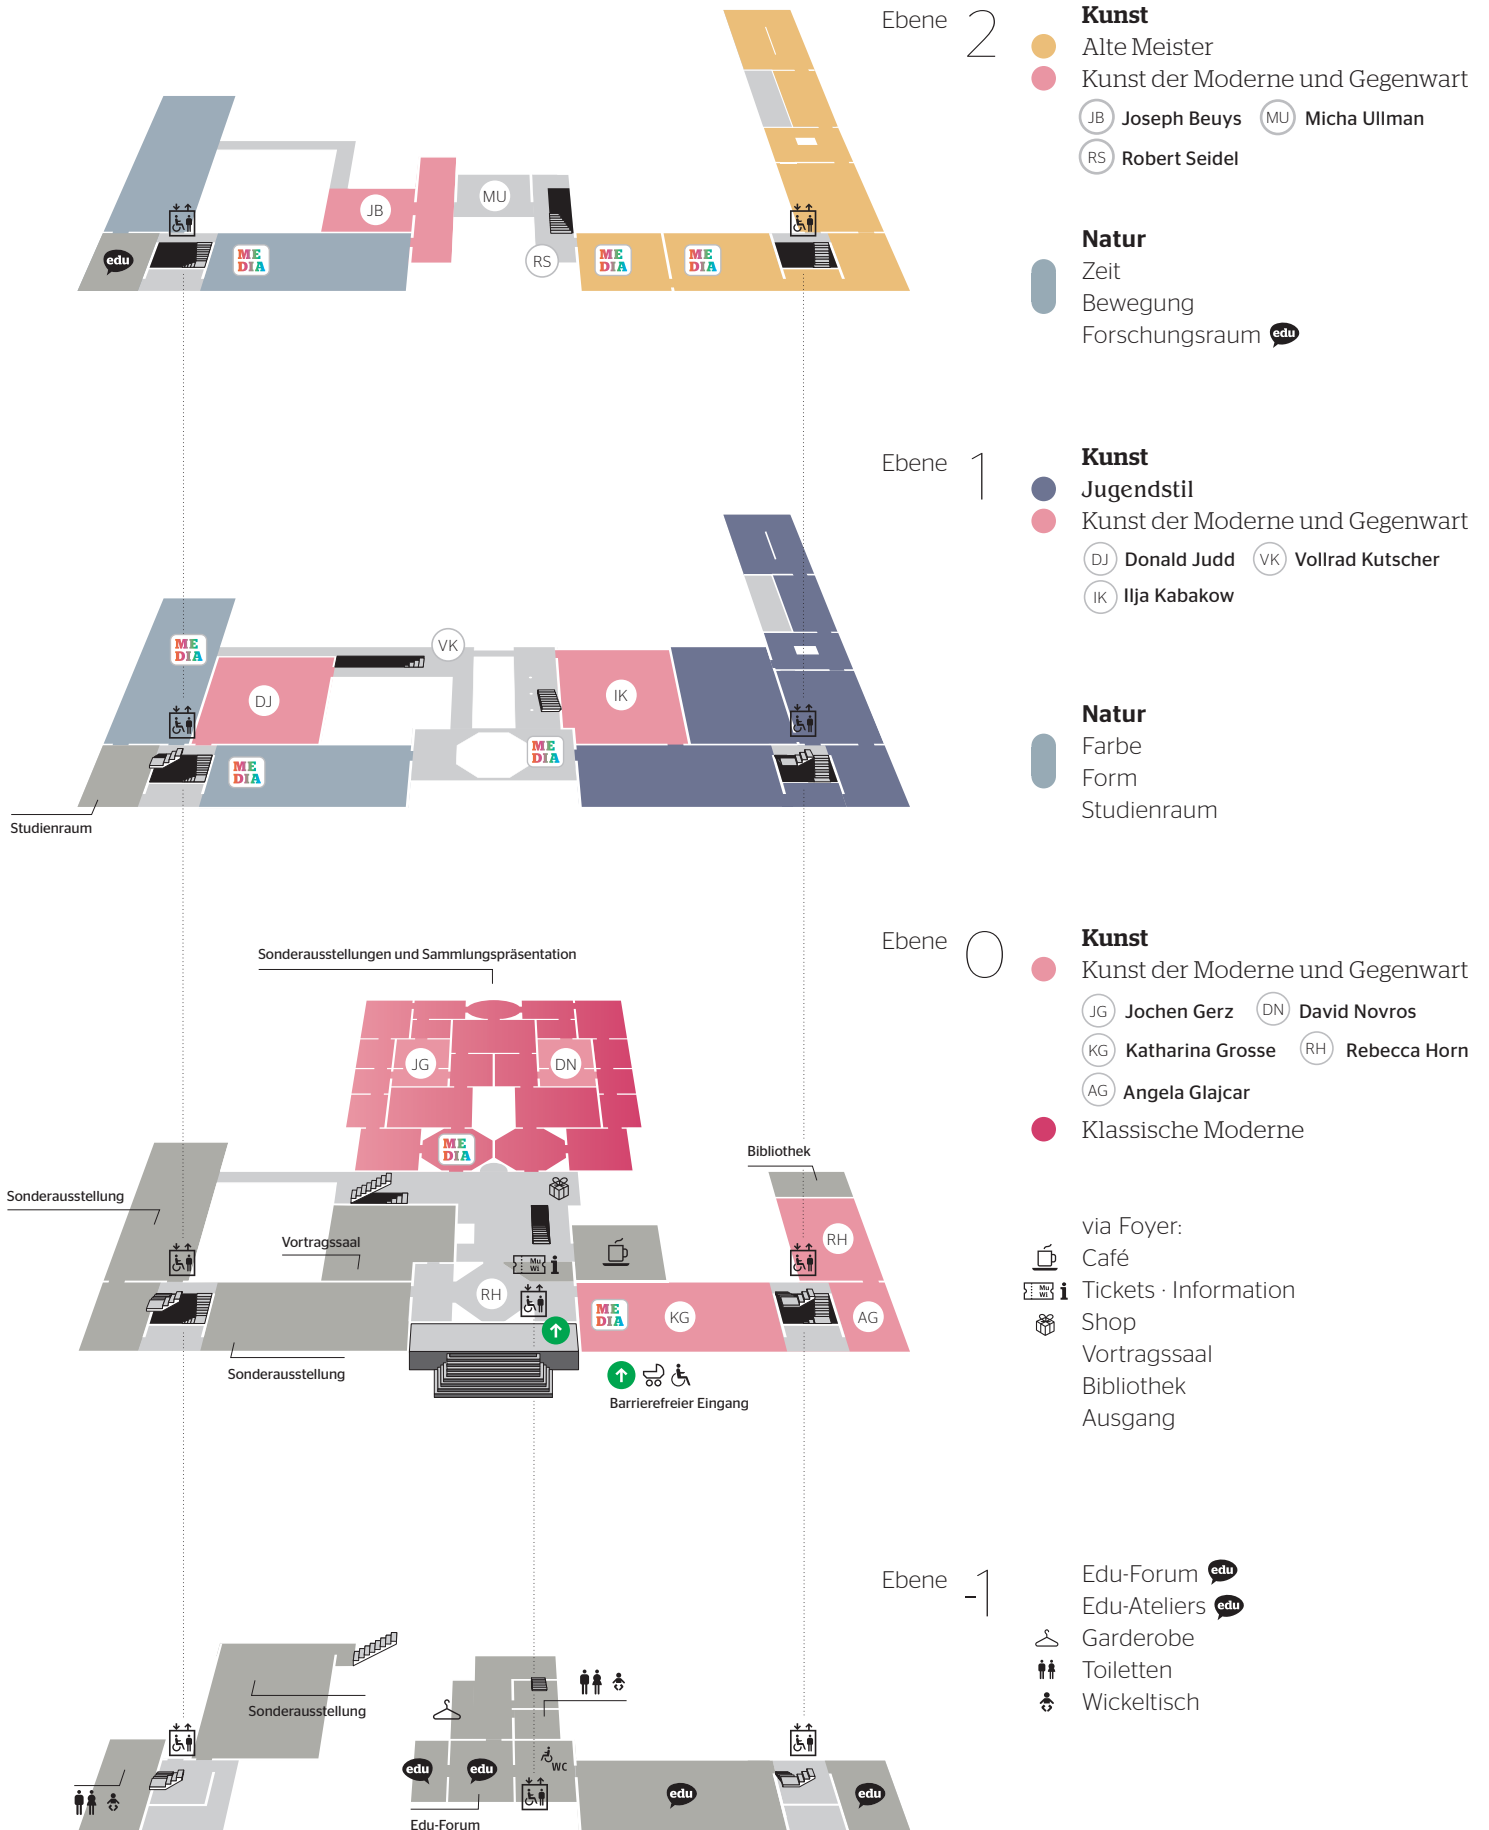 Ebene 2
Kunst
Alte Meister
Kunst der Moderne und Gegenwart
JB Joseph Beuys MU Micha Ullman
RS Robert Seidel
Natur
Zeit
Bewegung
Forschungsraum edu
JB
MU
RS
edu
ME
DIA
ME
DIA
ME
DIA
Ebene 1
Kunst
Jugendstil
Kunst der Moderne und Gegenwart
DJ Donald Judd VK Vollrad Kutscher
IK Ilja Kabakow
Natur
Farbe
Form
Studienraum
ME
DIA
VK
DJ
IK
ME
DIA
ME
DIA
Studienraum
Ebene 0
Kunst
Kunst der Moderne und Gegenwart
JG Jochen Gerz DN David Novros
KG Katharina Grosse RH Rebecca Horn
AG Angela Glajcar
Klassische Moderne
via Foyer:
Café
Mu
Wi i Tickets · Information
Shop
Vortragssaal
Bibliothek
Ausgang
Sonderausstellungen und Sammlungspräsentation
JG
DN
ME
DIA
Bibliothek
Sonderausstellung
Vortragssaal
Mu
Wi i
RH
RH
ME
DIA
KG
AG
Sonderausstellung
Barrierefreier Eingang
Ebene -1
Edu-Forum edu
Edu-Ateliers edu
Garderobe
Toiletten
Wickeltisch
Sonderausstellung
WC
edu
edu
edu
edu
Edu-Forum